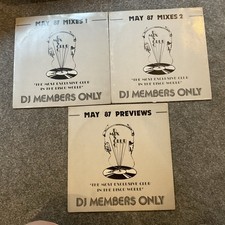 MAY 87 MIXES 1
"THE MOST EXCLUSIVE CLUB
IN THE DISCO WORLD"
DJ MEMBERS ONLY
MAY 87 MIXES 2
"THE MOST EXCLUSIVE CLUB
IN THE DISCO WORLD"
DJ MEMBERS ONLY
MAY 87 PREVIEWS
"THE MOST EXCLUSIVE CLUB
IN THE DISCO WORLD"
DJ MEMBERS ONLY